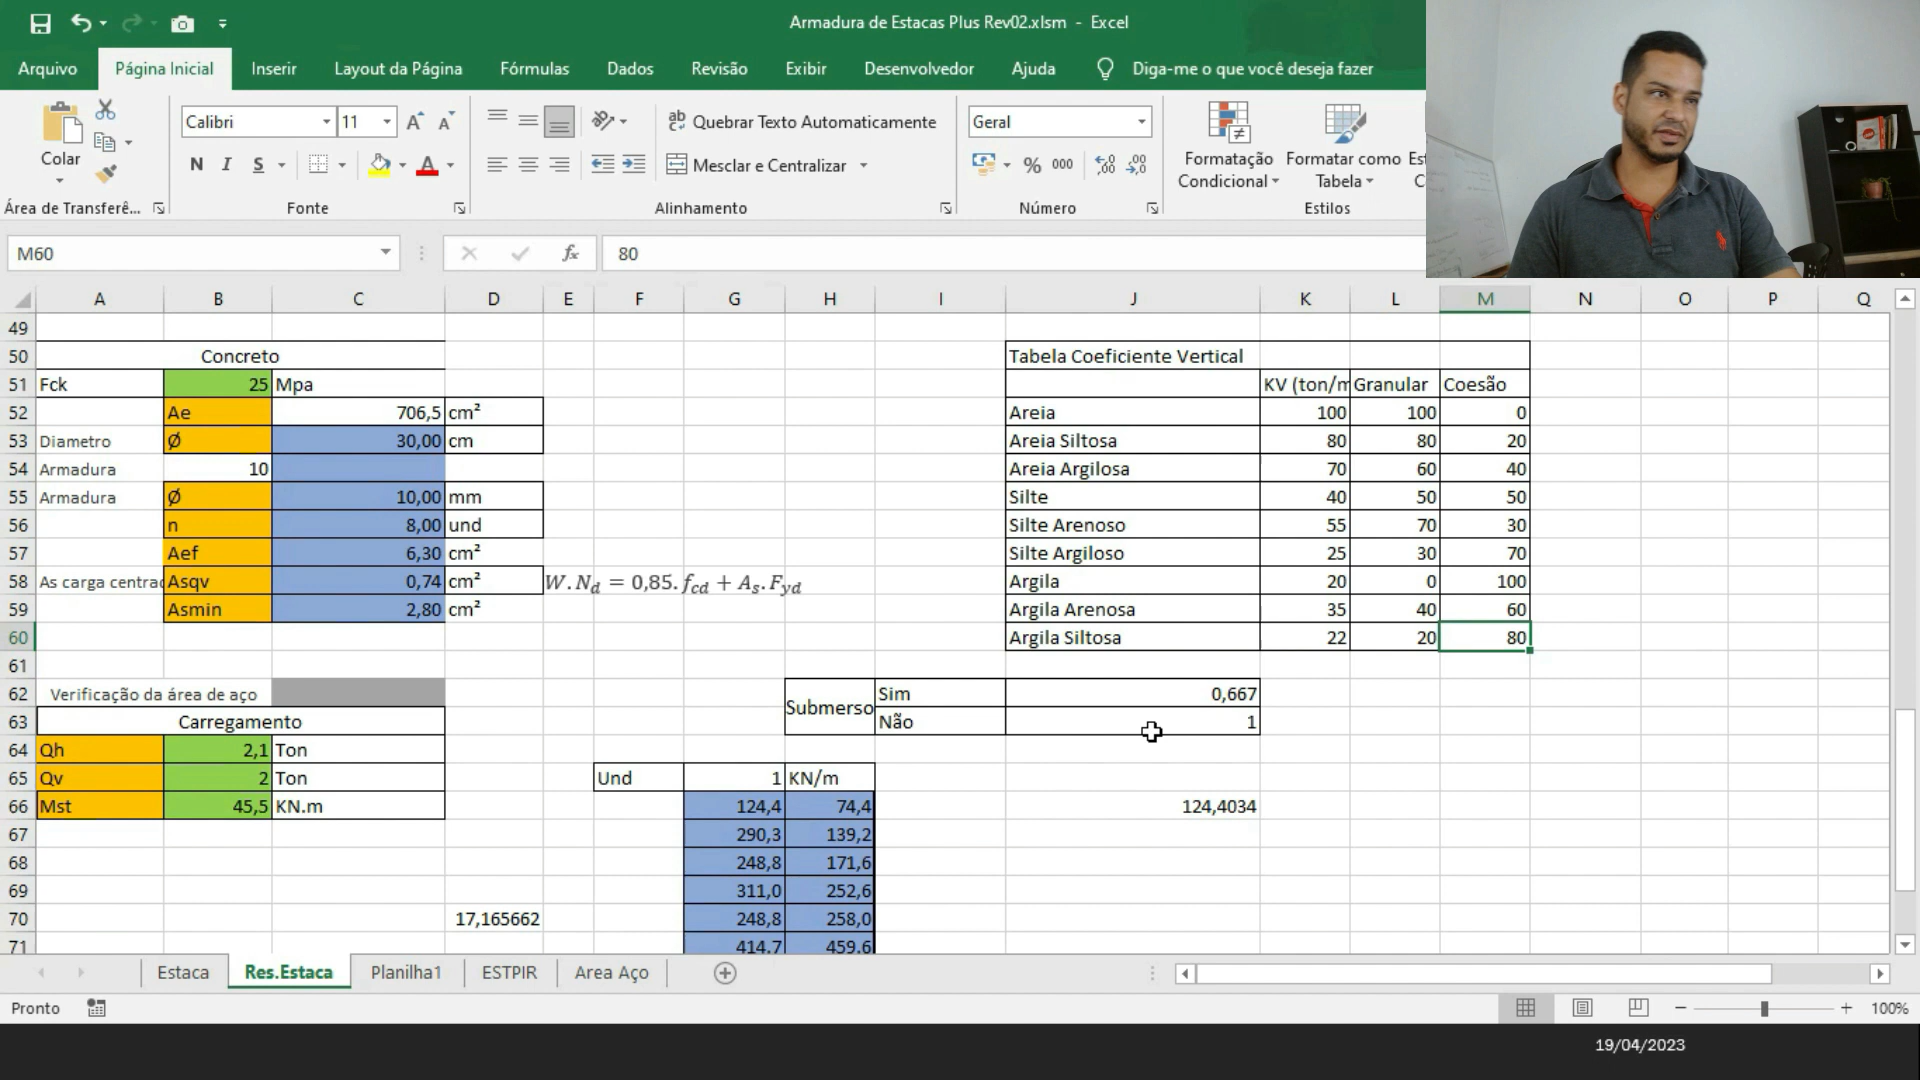 Armadura de Estacas Plus Rev02.xlsm - Excel
Arquivo Página Inicial Inserir Layout da Página Fórmulas Dados Revisão Exibir Desenvolvedor Ajuda Diga-me o que você deseja fazer
Colar
Área de Transferê...
Calibri 11
N I S
Fonte
Quebrar Texto Automaticamente
Mesclar e Centralizar
Alinhamento
Geral
% 000
Número
Formatação Condicional
Formatar como Tabela
Estilos
M60 fx 80
A B C D E F G H I J K L M N O P Q
49
50 Concreto Tabela Coeficiente Vertical
51 Fck 25 Mpa KV (ton/m Granular Coesão
52 Ae 706,5 cm² Areia 100 100 0
53 Diametro Ø 30,00 cm Areia Siltosa 80 80 20
54 Armadura 10 Areia Argilosa 70 60 40
55 Armadura Ø 10,00 mm Silte 40 50 50
56 n 8,00 und Silte Arenoso 55 70 30
57 Aef 6,30 cm² Silte Argiloso 25 30 70
58 As carga centrad Asqv 0,74 cm² W.Nd = 0,85.fcd + As.Fyd Argila 20 0 100
59 Asmin 2,80 cm² Argila Arenosa 35 40 60
60 Argila Siltosa 22 20 80
61
62 Verificação da área de aço Submerso Sim 0,667
63 Carregamento Não 1
64 Qh 2,1 Ton
65 Qv 2 Ton Und 1 KN/m
66 Mst 45,5 KN.m 124,4 74,4 124,4034
67 290,3 139,2
68 248,8 171,6
69 311,0 252,6
70 17,165662 248,8 258,0
71 414,7 459,6
Estaca Res.Estaca Planilha1 ESTPIR Area Aço
Pronto 100%
19/04/2023